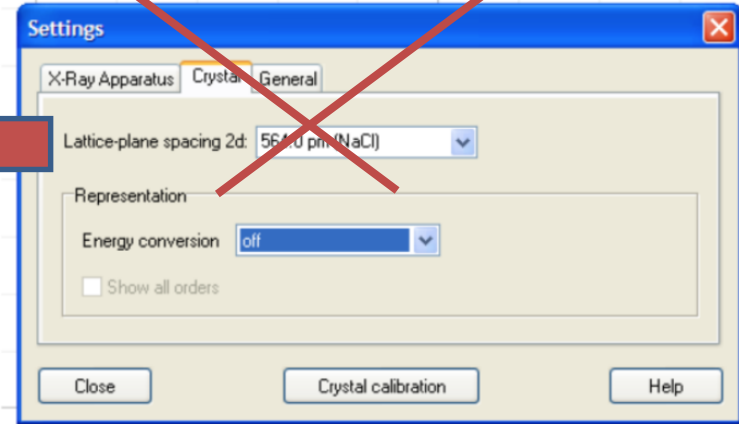 Settings
X-Ray Apparatus Crystal General
Lattice-plane spacing 2d: 564.0 pm (NaCl)
Representation
Energy conversion off
Show all orders
Close Crystal calibration Help